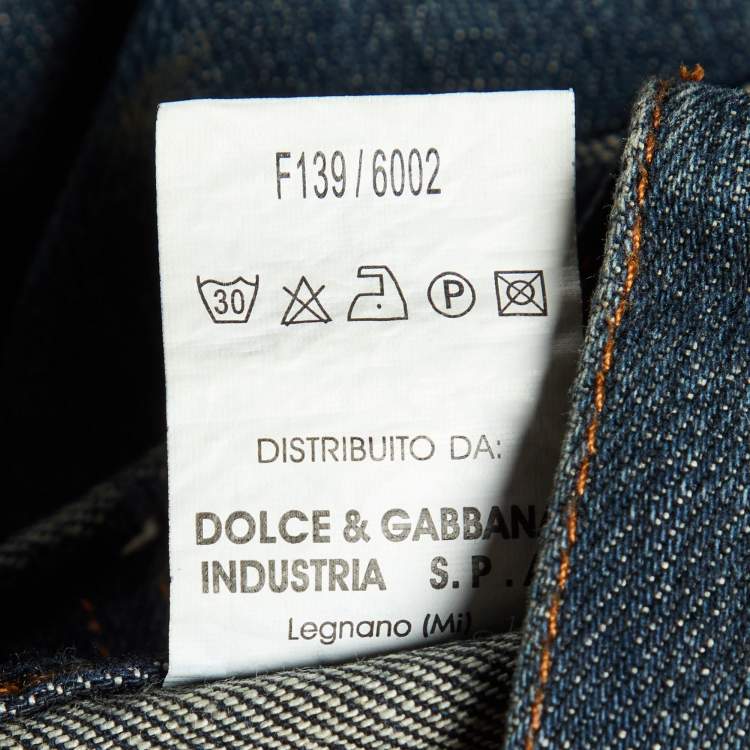 F139/6002
30 P
DISTRIBUITO DA:
DOLCE & GABBANA
INDUSTRIA S.P.A
Legnano (Mi)